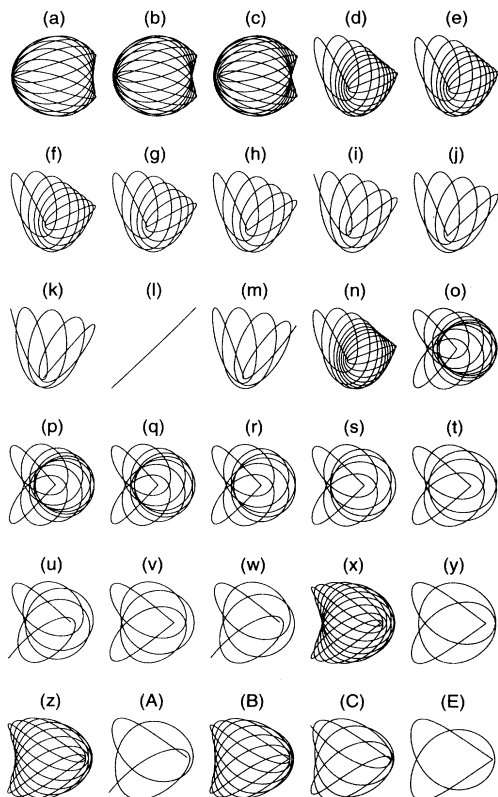 (a) (b) (c) (d) (e)
(f) (g) (h) (i) (j)
(k) (l) (m) (n) (o)
(p) (q) (r) (s) (t)
(u) (v) (w) (x) (y)
(z) (A) (B) (C) (E)